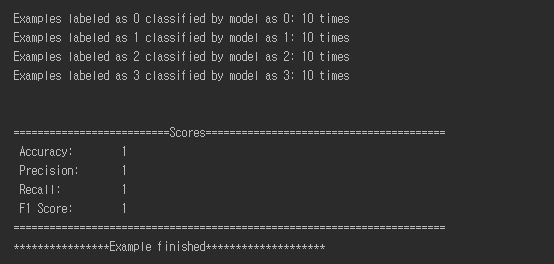 Examples labeled as 0 classified by model as 0: 10 times
Examples labeled as 1 classified by model as 1: 10 times
Examples labeled as 2 classified by model as 2: 10 times
Examples labeled as 3 classified by model as 3: 10 times
==========================Scores========================================
Accuracy: 1
Precision: 1
Recall: 1
F1 Score: 1
========================================================================
****************Example finished********************